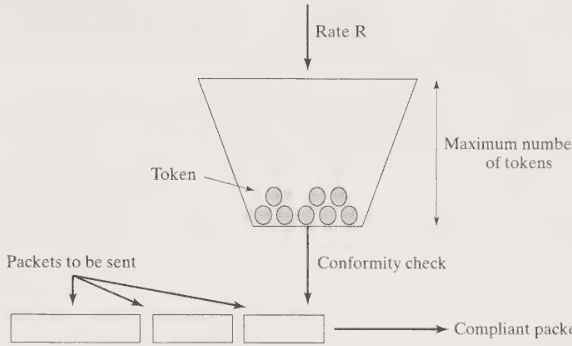 Rate R
Maximum numbe
of tokens
Token
Packets to be sent
Conformity check
Compliant packe